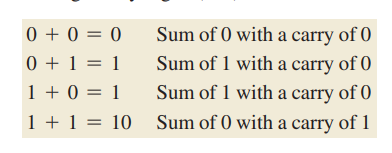 0 + 0 = 0 Sum of 0 with a carry of 0
0 + 1 = 1 Sum of 1 with a carry of 0
1 + 0 = 1 Sum of 1 with a carry of 0
1 + 1 = 10 Sum of 0 with a carry of 1